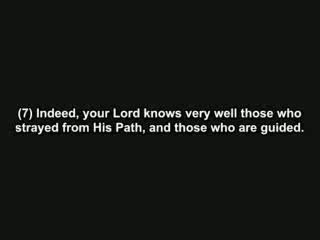 (7) Indeed, your Lord knows very well those who
strayed from His Path, and those who are guided.